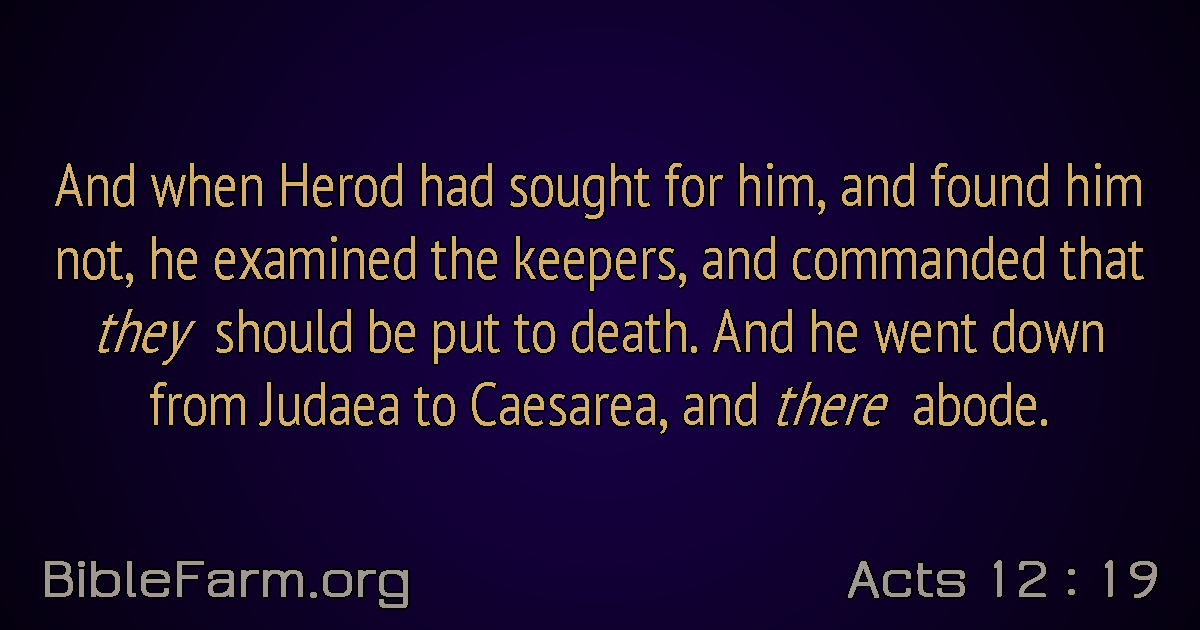 And when Herod had sought for him, and found him
not, he examined the keepers, and commanded that
they should be put to death. And he went down
from Judaea to Caesarea, and there abode.
BibleFarm.org
Acts 12 : 19